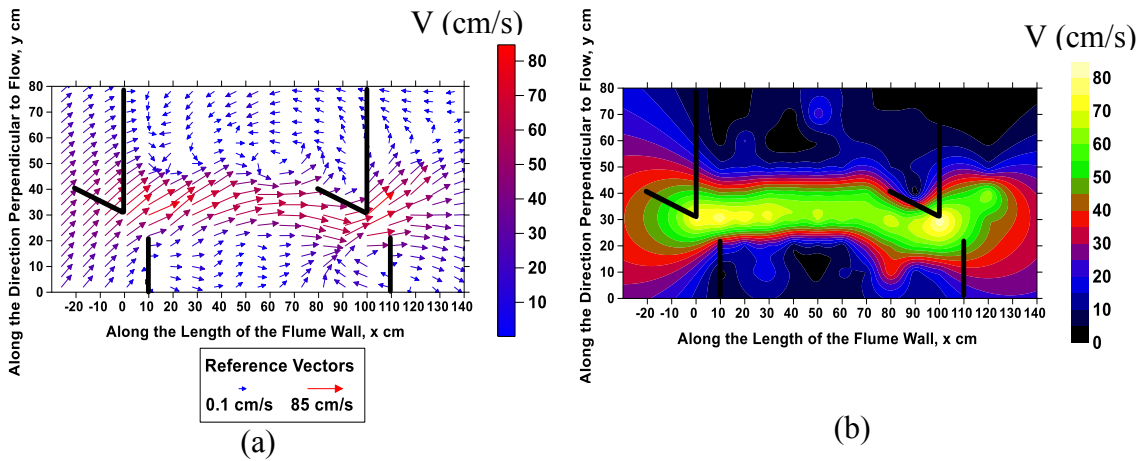 V (cm/s)
Along the Direction Perpendicular to Flow, y cm
80
70
60
50
40
30
20
10
0
-20 -10 0 10 20 30 40 50 60 70 80 90 100 110 120 130 140
Along the Length of the Flume Wall, x cm
80
70
60
50
40
30
20
10
Reference Vectors
0.1 cm/s 85 cm/s
(a)
V (cm/s)
Along the Direction Perpendicular to Flow, y cm
80
70
60
50
40
30
20
10
0
-20 -10 0 10 20 30 40 50 60 70 80 90 100 110 120 130 140
Along the Length of the Flume Wall, x cm
80
70
60
50
40
30
20
10
0
(b)